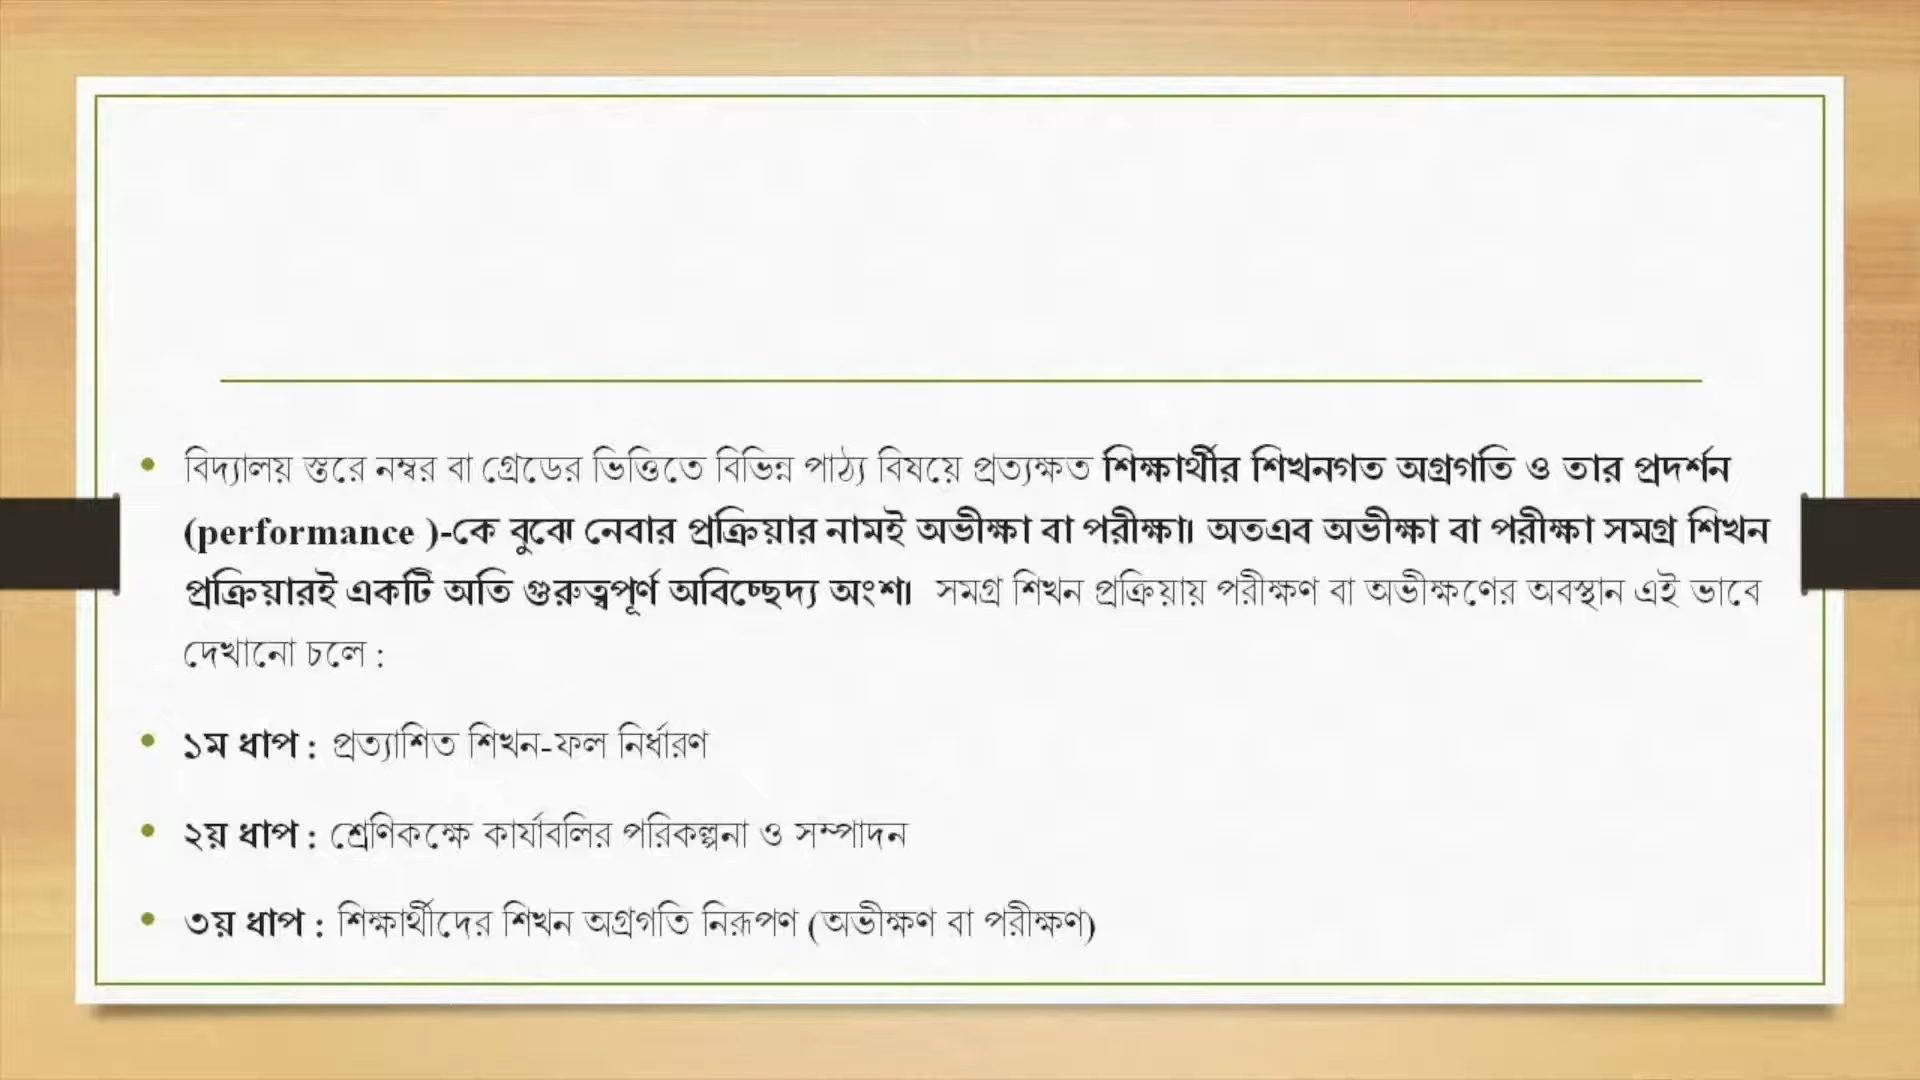 • বিদ্যালয় স্তরে নম্বর বা গ্রেডের ভিত্তিতে বিভিন্ন পাঠ্য বিষয়ে প্রত্যক্ষত শিক্ষার্থীর শিখনগত অগ্রগতি ও তার প্রদর্শন
(performance )-কে বুঝে নেবার প্রক্রিয়ার নামই অভীক্ষা বা পরীক্ষা। অতএব অভীক্ষা বা পরীক্ষা সমগ্র শিখন
প্রক্রিয়ারই একটি অতি গুরুত্বপূর্ণ অবিচ্ছেদ্য অংশ। সমগ্র শিখন প্রক্রিয়ায় পরীক্ষণ বা অভীক্ষণের অবস্থান এই ভাবে
দেখানো চলে :
• ১ম ধাপ : প্রত্যাশিত শিখন-ফল নির্ধারণ
• ২য় ধাপ : শ্রেণিকক্ষে কার্যাবলির পরিকল্পনা ও সম্পাদন
• ৩য় ধাপ : শিক্ষার্থীদের শিখন অগ্রগতি নিরূপণ (অভীক্ষণ বা পরীক্ষণ)